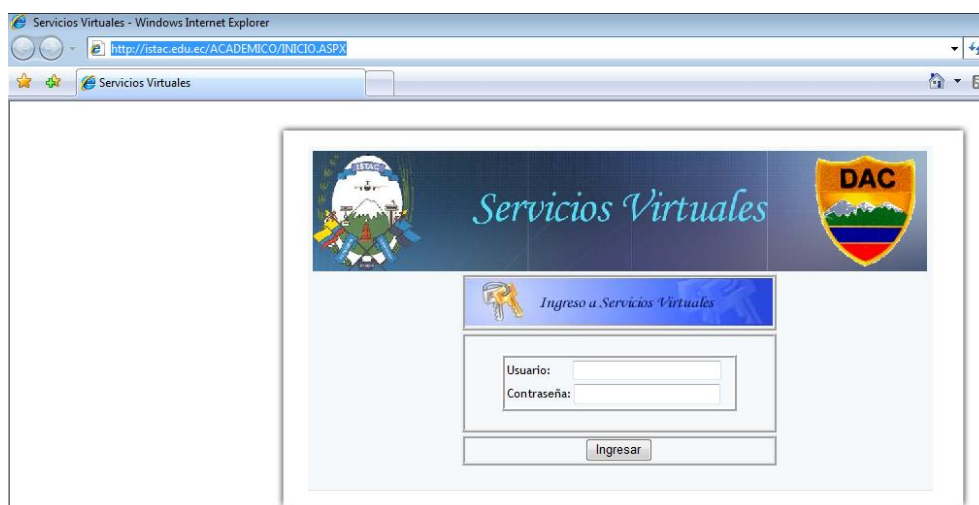 Servicios Virtuales - Windows Internet Explorer
http://istac.edu.ec/ACADEMICO/INICIO.ASPX
Servicios Virtuales
ISTAC
Servicios Virtuales
DAC
Ingreso a Servicios Virtuales
Usuario:
Contraseña:
Ingresar